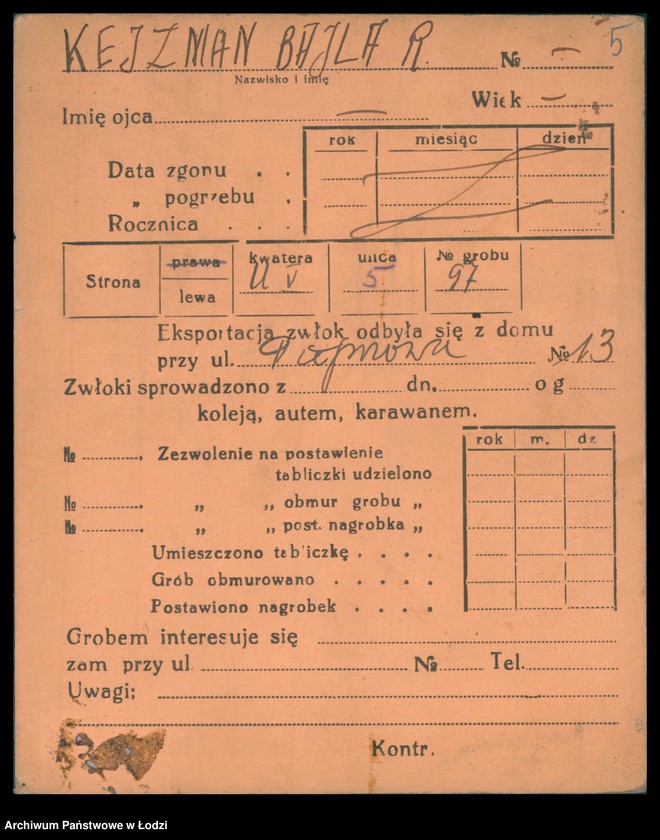 KEJZMAN BAJLA R. № — 5
Nazwisko i imię
Wiek —
Imię ojca —
rok miesiąc dzień
Data zgonu . .
„ pogrzebu .
Rocznica . . .
Strona prawa kwatera ulica № grobu
lewa U V 5 97
Eksportacja zwłok odbyła się z domu
przy ul. № 13
Zwłoki sprowadzono z dn. o g
koleją, autem, karawanem.
rok m. dz
№ . Zezwolenie na postawienie
tabliczki udzielono
№ . „ „ obmur grobu „
№ . „ „ post. nagrobka „
Umieszczono tabliczkę . . . .
Grób obmurowano . . . . .
Postawiono nagrobek . . . .
Grobem interesuje się
zam przy ul № Tel.
Uwagi:
Kontr.
Archiwum Państwowe w Łodzi